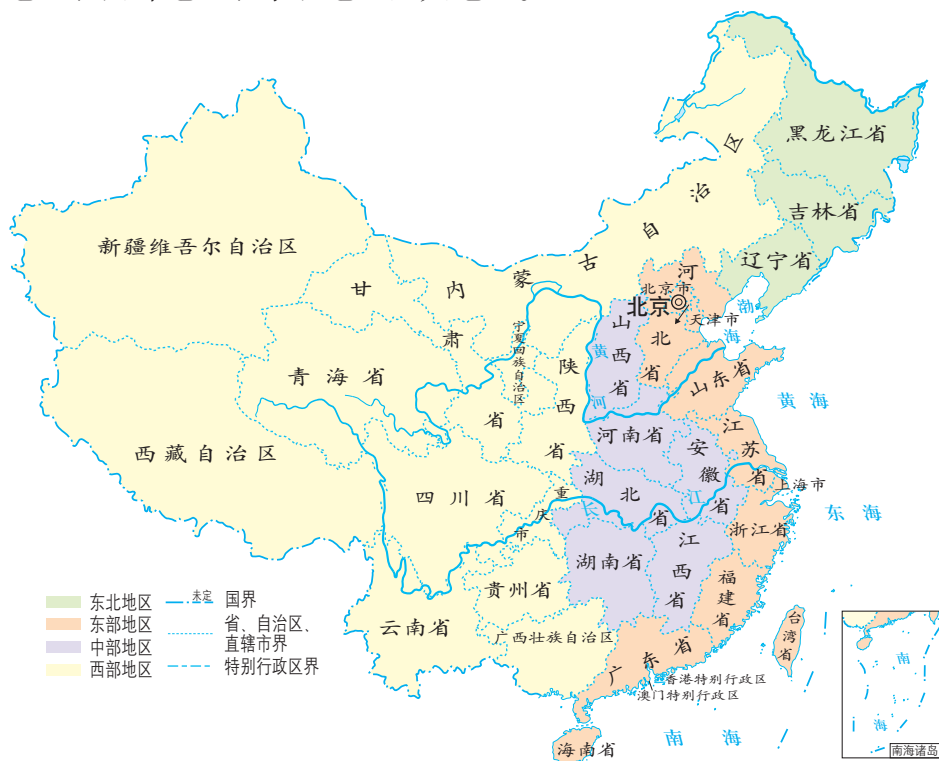 黑龙江省
吉林省
辽宁省
内蒙古自治区
新疆维吾尔自治区
甘肃省
青海省
西藏自治区
宁夏回族自治区
陕西省
山西省
河北省
北京市
北京
天津市
渤海
山东省
黄海
黄河
河南省
江苏省
安徽省
上海市
东海
四川省
重庆市
湖北省
长江
浙江省
湖南省
江西省
福建省
贵州省
云南省
广西壮族自治区
广东省
香港特别行政区
澳门特别行政区
台湾省
海南省
南海
南海
南海诸岛
东北地区
东部地区
中部地区
西部地区
未定
国界
省、自治区、
直辖市界
特别行政区界